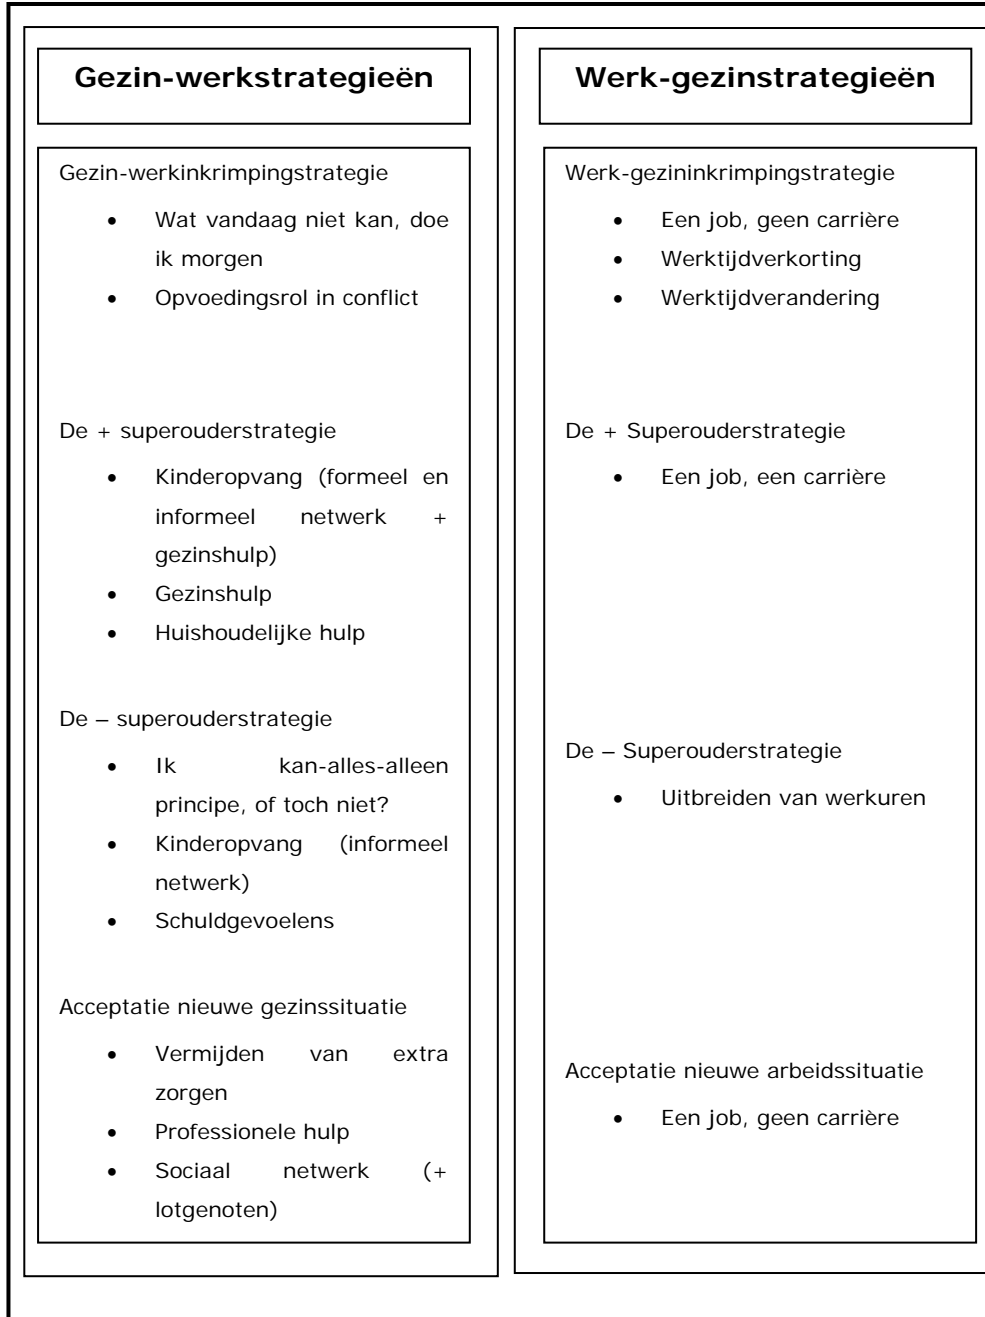 Gezin-werkstrategieën
Gezin-werkinkrimpingstrategie
• Wat vandaag niet kan, doe
ik morgen
• Opvoedingsrol in conflict
De + superouderstrategie
• Kinderopvang (formeel en
informeel netwerk +
gezinshulp)
• Gezinshulp
• Huishoudelijke hulp
De – superouderstrategie
• Ik kan-alles-alleen
principe, of toch niet?
• Kinderopvang (informeel
netwerk)
• Schuldgevoelens
Acceptatie nieuwe gezinssituatie
• Vermijden van extra
zorgen
• Professionele hulp
• Sociaal netwerk (+
lotgenoten)
Werk-gezinstrategieën
Werk-gezininkrimpingstrategie
• Een job, geen carrière
• Werktijdverkorting
• Werktijdverandering
De + Superouderstrategie
• Een job, een carrière
De – Superouderstrategie
• Uitbreiden van werkuren
Acceptatie nieuwe arbeidssituatie
• Een job, geen carrière